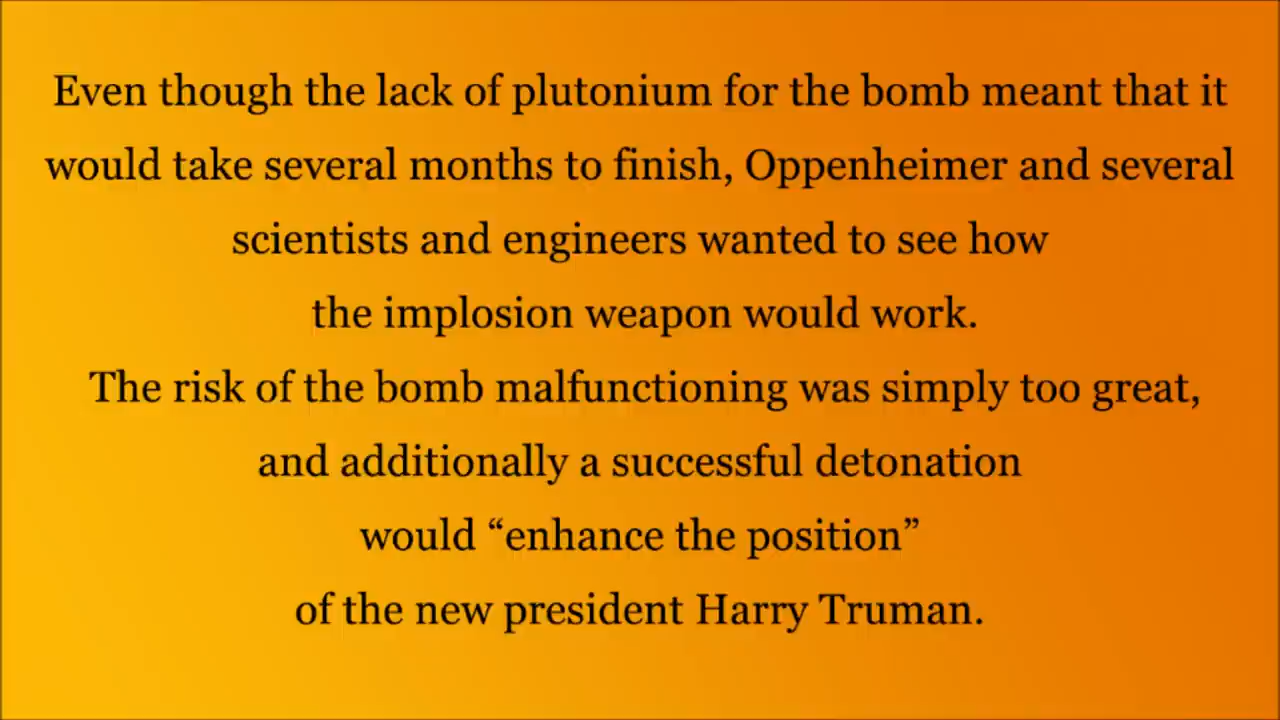 Even though the lack of plutonium for the bomb meant that it
would take several months to finish, Oppenheimer and several
scientists and engineers wanted to see how
the implosion weapon would work.
The risk of the bomb malfunctioning was simply too great,
and additionally a successful detonation
would “enhance the position”
of the new president Harry Truman.